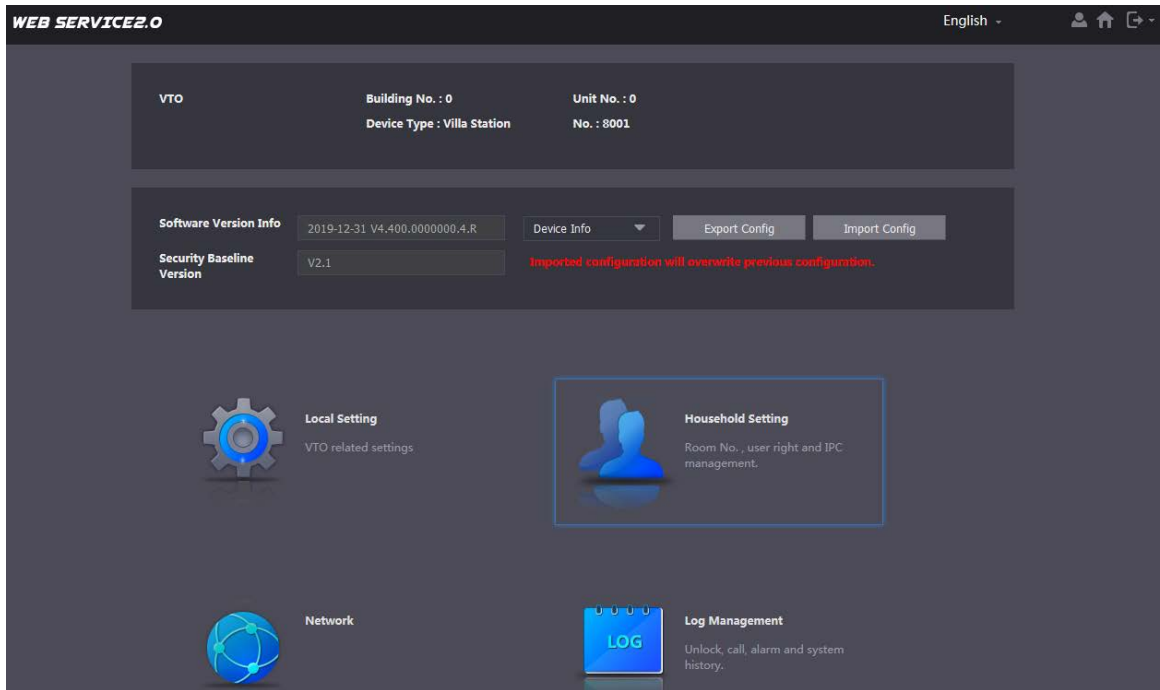 WEB SERVICE2.0
English
VTO
Building No. : 0
Unit No. : 0
Device Type : Villa Station
No. : 8001
Software Version Info
2019-12-31 V4.400.0000000.4.R
Device Info
Export Config
Import Config
Security Baseline
Version
V2.1
Imported configuration will overwrite previous configuration.
Local Setting
VTO related settings
Household Setting
Room No. , user right and IPC
management.
Network
LOG
Log Management
Unlock, call, alarm and system
history.